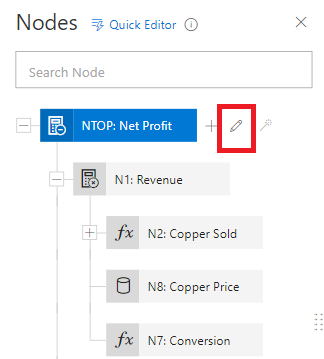 Nodes Quick Editor
Search Node
NTOP: Net Profit
N1: Revenue
fx N2: Copper Sold
N8: Copper Price
fx N7: Conversion